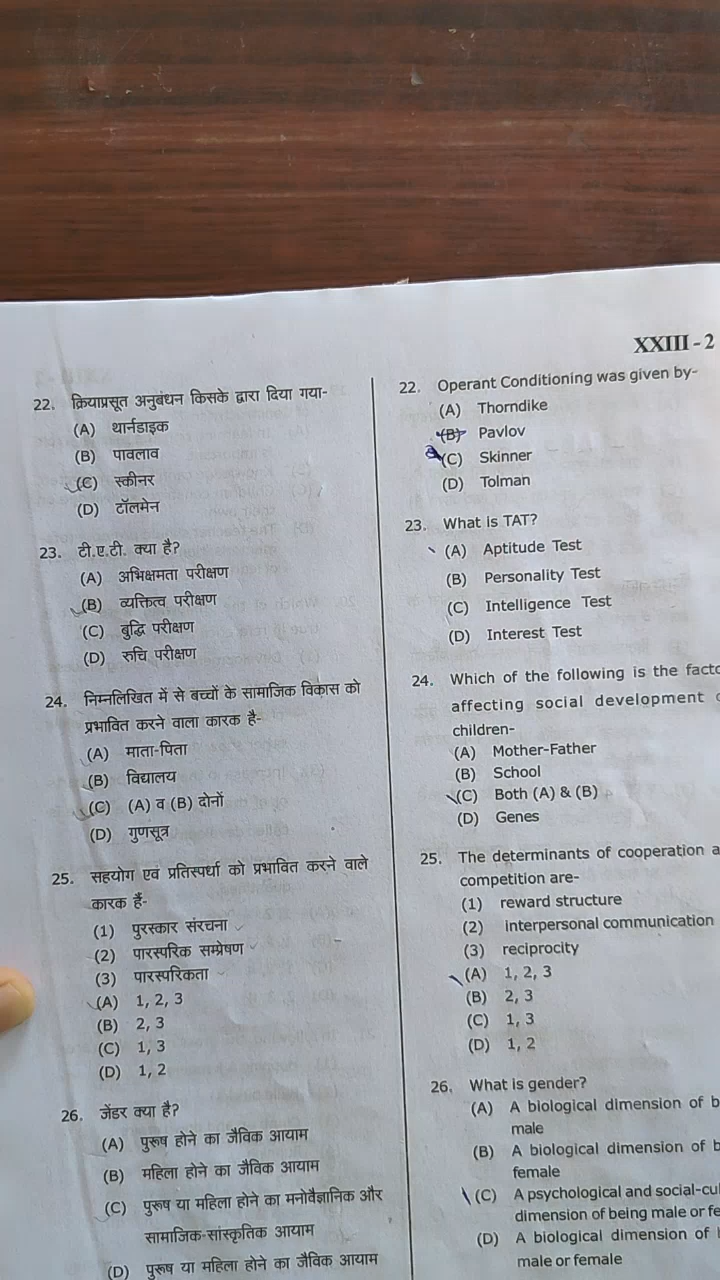 XXIII - 2
22. क्रियाप्रसूत अनुबंधन किसके द्वारा दिया गया-
(A) थार्नडाइक
(B) पावलाव
(C) स्कीनर
(D) टॉलमेन
23. टी.ए.टी. क्या है?
(A) अभिक्षमता परीक्षण
(B) व्यक्तित्व परीक्षण
(C) बुद्धि परीक्षण
(D) रुचि परीक्षण
24. निम्नलिखित में से बच्चों के सामाजिक विकास को
प्रभावित करने वाला कारक है-
(A) माता-पिता
(B) विद्यालय
(C) (A) व (B) दोनों
(D) गुणसूत्र
25. सहयोग एवं प्रतिस्पर्धा को प्रभावित करने वाले
कारक हैं-
(1) पुरस्कार संरचना
(2) पारस्परिक सम्प्रेषण
(3) पारस्परिकता
(A) 1, 2, 3
(B) 2, 3
(C) 1, 3
(D) 1, 2
26. जेंडर क्या है?
(A) पुरूष होने का जैविक आयाम
(B) महिला होने का जैविक आयाम
(C) पुरूष या महिला होने का मनोवैज्ञानिक और
सामाजिक-सांस्कृतिक आयाम
(D) पुरूष या महिला होने का जैविक आयाम
22. Operant Conditioning was given by-
(A) Thorndike
(B) Pavlov
(C) Skinner
(D) Tolman
23. What is TAT?
(A) Aptitude Test
(B) Personality Test
(C) Intelligence Test
(D) Interest Test
24. Which of the following is the
affecting social development
children-
(A) Mother-Father
(B) School
(C) Both (A) & (B)
(D) Genes
25. The determinants of cooperation
competition are-
(1) reward structure
(2) interpersonal communication
(3) reciprocity
(A) 1, 2, 3
(B) 2, 3
(C) 1, 3
(D) 1, 2
26. What is gender?
(A) A biological dimension of
male
(B) A biological dimension of
female
(C) A psychological and
dimension of being male or
(D) A biological dimension of
male or female